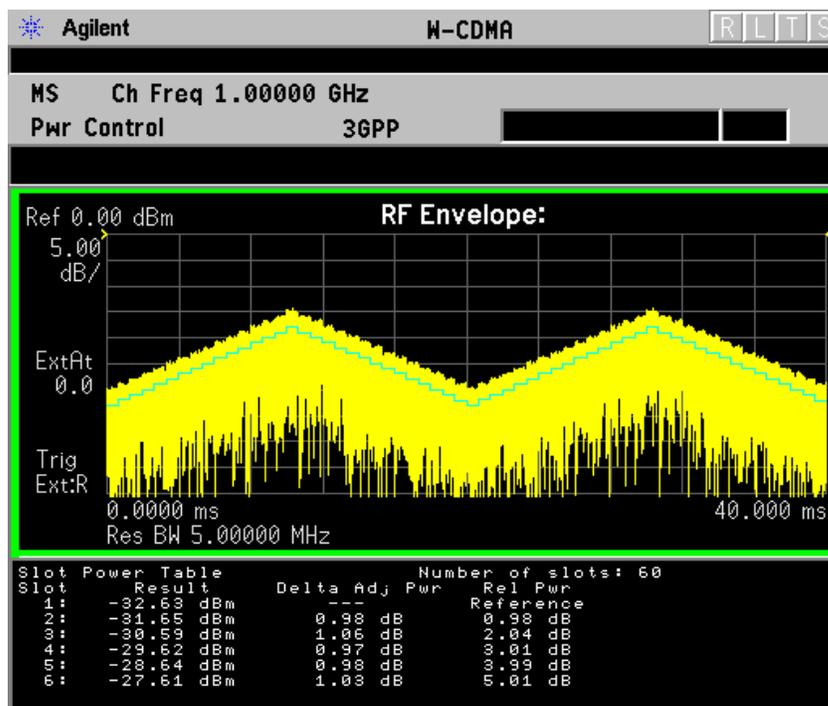 Agilent W-CDMA R L T S
MS Ch Freq 1.00000 GHz
Pwr Control 3GPP
Ref 0.00 dBm RF Envelope:
5.00
dB/
ExtAt
0.0
Trig
Ext:R
0.0000 ms 40.000 ms
Res BW 5.00000 MHz
Slot Power Table Number of slots: 60
Slot Result Delta Adj Pwr Rel Pwr
1: -32.63 dBm --- Reference
2: -31.65 dBm 0.98 dB 0.98 dB
3: -30.59 dBm 1.06 dB 2.04 dB
4: -29.62 dBm 0.97 dB 3.01 dB
5: -28.64 dBm 0.98 dB 3.99 dB
6: -27.61 dBm 1.03 dB 5.01 dB